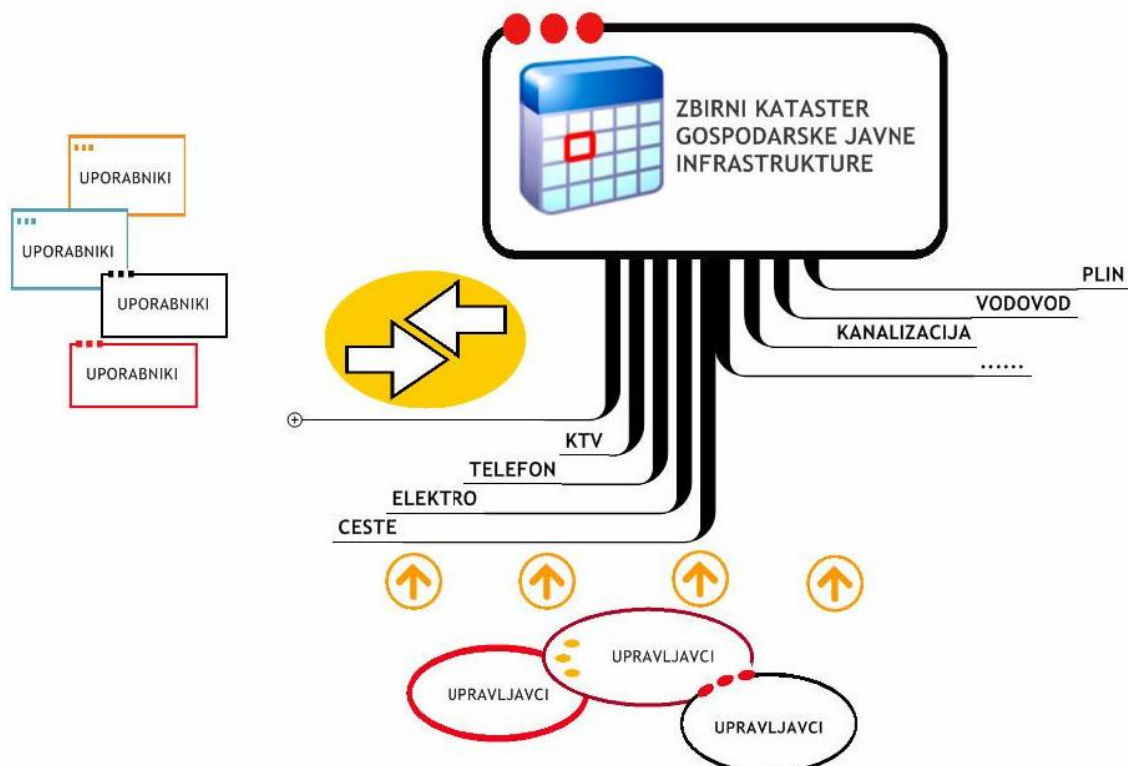 ZBIRNI KATASTER
GOSPODARSKE JAVNE
INFRASTRUKTURE
UPORABNIKI
UPORABNIKI
UPORABNIKI
UPORABNIKI
PLIN
VODOVOD
KANALIZACIJA
......
KTV
TELEFON
ELEKTRO
CESTE
UPRAVLJAVCI
UPRAVLJAVCI
UPRAVLJAVCI